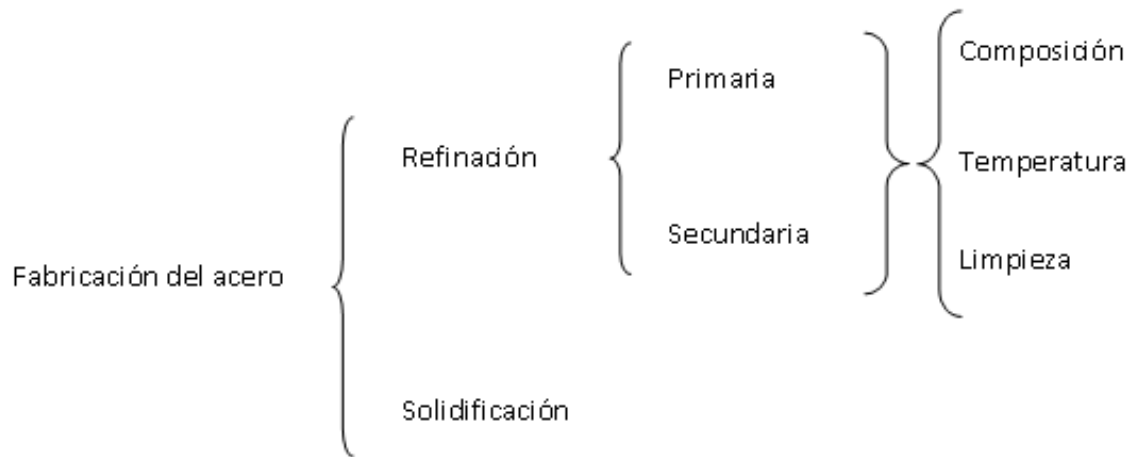 Fabricación del acero
Refinación
Primaria
Secundaria
Composición
Temperatura
Limpieza
Solidificación